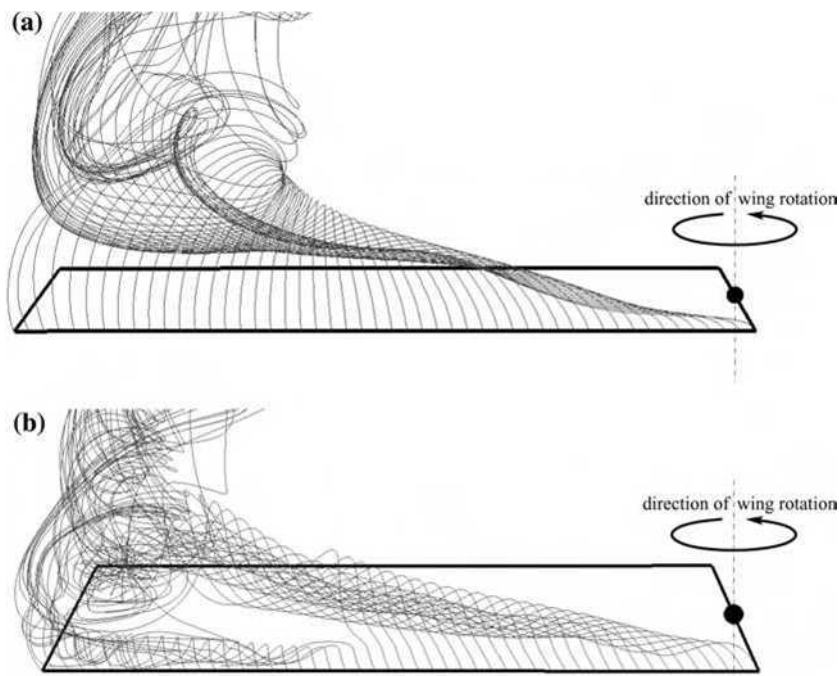 (a)
direction of wing rotation
(b)
direction of wing rotation